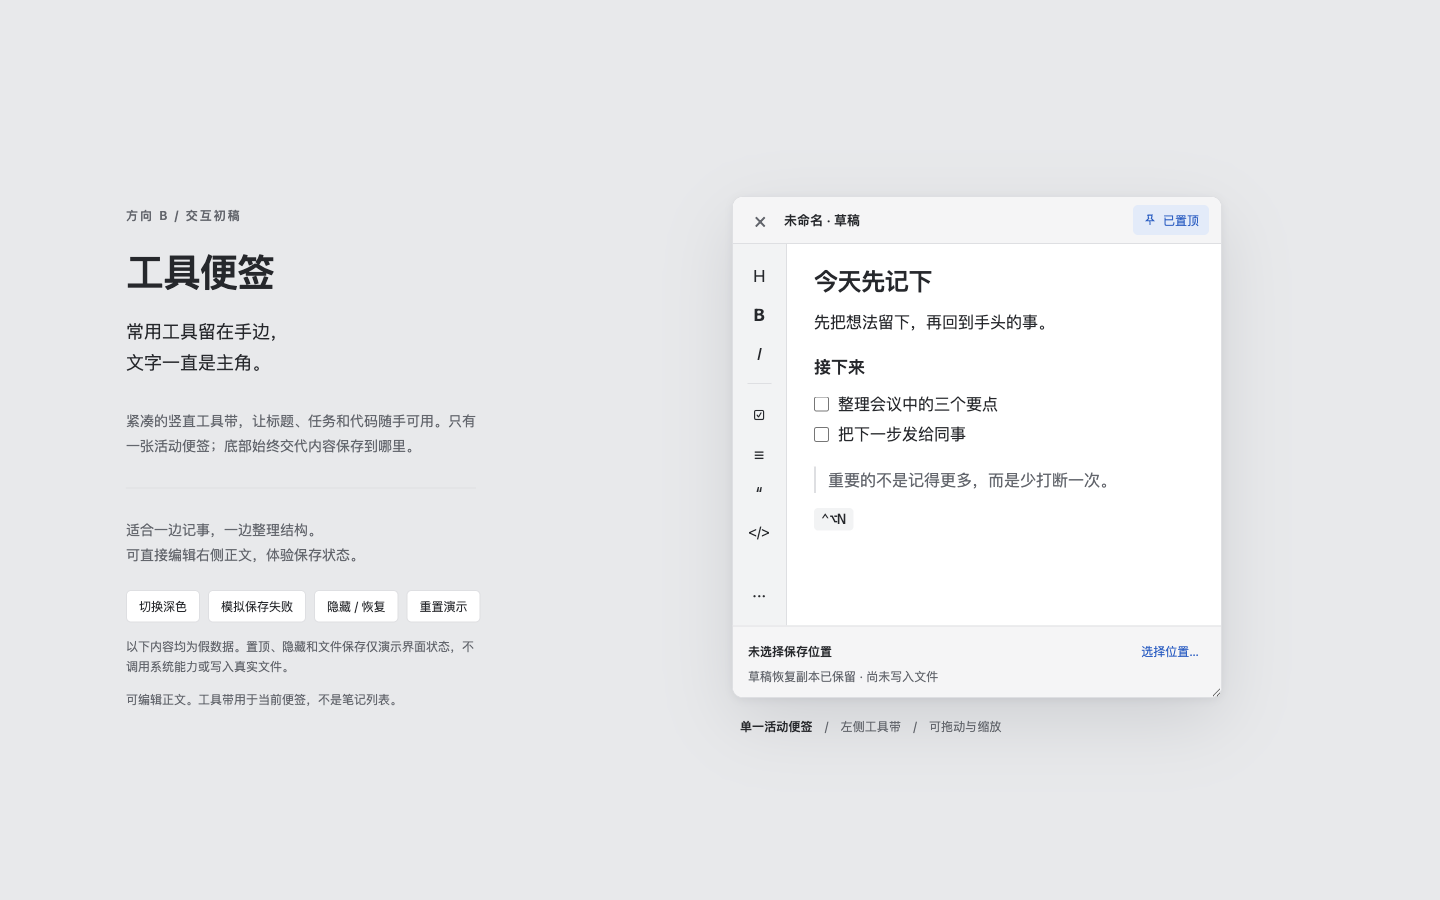 方向 B / 交互初稿
工具便签
常用工具留在手边，
文字一直是主角。
紧凑的竖直工具带，让标题、任务和代码随手可用。只有
一张活动便签；底部始终交代内容保存到哪里。
适合一边记事，一边整理结构。
可直接编辑右侧正文，体验保存状态。
切换深色 模拟保存失败 隐藏 / 恢复 重置演示
以下内容均为假数据。置顶、隐藏和文件保存仅演示界面状态，不
调用系统能力或写入真实文件。
可编辑正文。工具带用于当前便签，不是笔记列表。
未命名 · 草稿 已置顶
H
B
I
“
</>
…
今天先记下
先把想法留下，再回到手头的事。
接下来
整理会议中的三个要点
把下一步发给同事
重要的不是记得更多，而是少打断一次。
^⌥N
未选择保存位置 选择位置…
草稿恢复副本已保留 · 尚未写入文件
单一活动便签 / 左侧工具带 / 可拖动与缩放